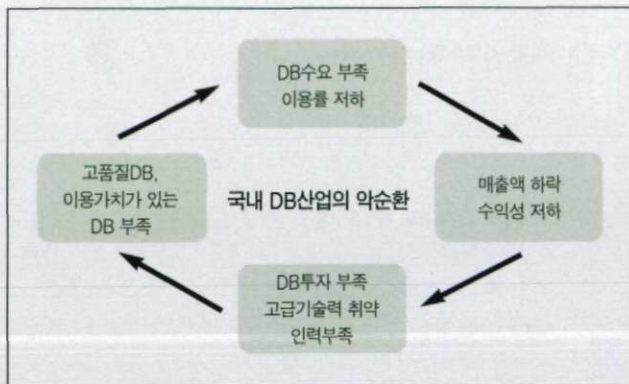 DB수요 부족
이용률 저하
고품질DB,
이용가치가 있는
DB 부족
국내 DB산업의 악순환
매출액 하락
수익성 저하
DB투자 부족
고급기술력 취약
인력부족